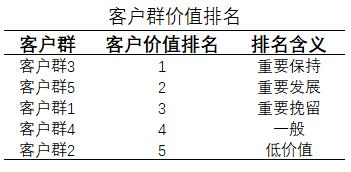 客户群价值排名
客户群 客户价值排名 排名含义
客户群3 1 重要保持
客户群5 2 重要发展
客户群1 3 重要挽留
客户群4 4 一般
客户群2 5 低价值